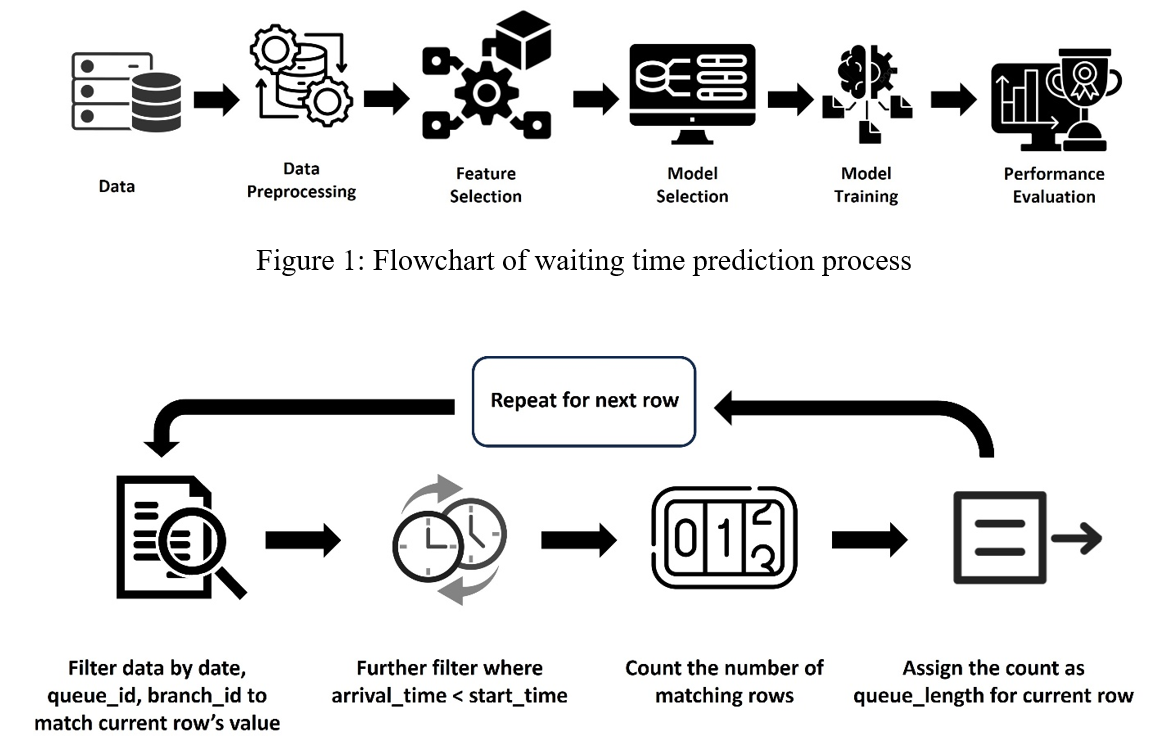 Data
Data
Preprocessing
Feature
Selection
Model
Selection
Model
Training
Performance
Evaluation
Figure 1: Flowchart of waiting time prediction process
Repeat for next row
0 1 2
3
Filter data by date,
queue_id, branch_id to
match current row's value
Further filter where
arrival_time < start_time
Count the number of
matching rows
Assign the count as
queue_length for current row